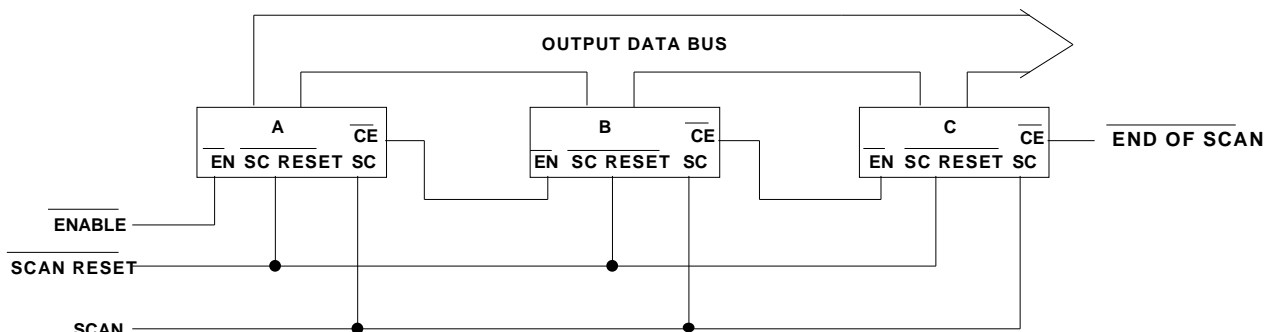 OUTPUT DATA BUS
A
CE
EN SC RESET SC
B
CE
EN SC RESET SC
C
CE
EN SC RESET SC
END OF SCAN
ENABLE
SCAN RESET
SCAN